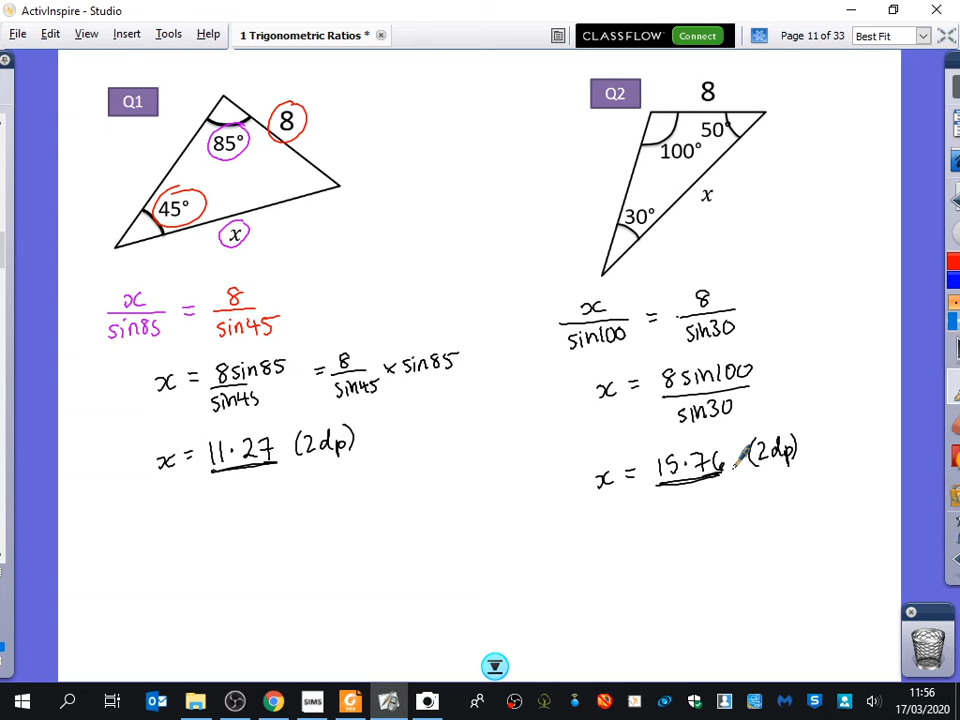 ActivInspire - Studio
File Edit View Insert Tools Help
1 Trigonometric Ratios *
CLASSFLOW Connect
Page 11 of 33
Best Fit
Q1
8
85°
45°
x
x/sin85 = 8/sin45
x = 8sin85/sin45 = 8/sin45 × sin85
x = 11.27 (2dp)
Q2
8
50°
100°
x
30°
x/sin100 = 8/sin30
x = 8sin100/sin30
x = 15.76 (2dp)
SIMS
11:56
17/03/2020